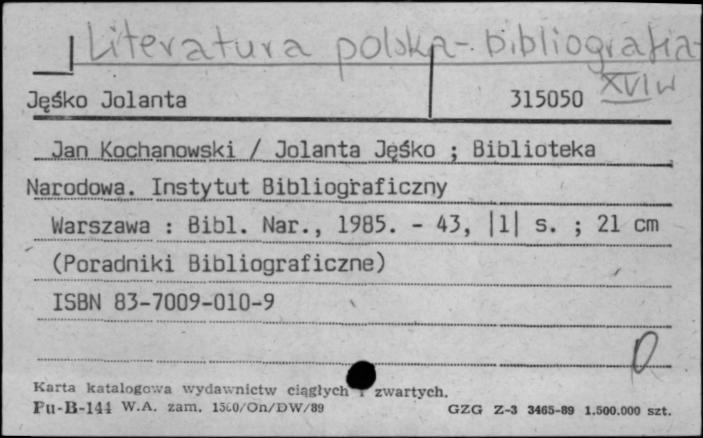 Literatura polska - bibliografia -
XVI w
Jęśko Jolanta 315050
Jan Kochanowski / Jolanta Jęśko ; Biblioteka
Narodowa. Instytut Bibliograficzny
Warszawa : Bibl. Nar., 1985. - 43, |1| s. ; 21 cm
(Poradniki Bibliograficzne)
ISBN 83-7009-010-9
Karta katalogowa wydawnictw ciągłych i zwartych.
Pu-B-144 W.A. zam. 1560/On/DW/89 GZG Z-3 3465-89 1.500.000 szt.